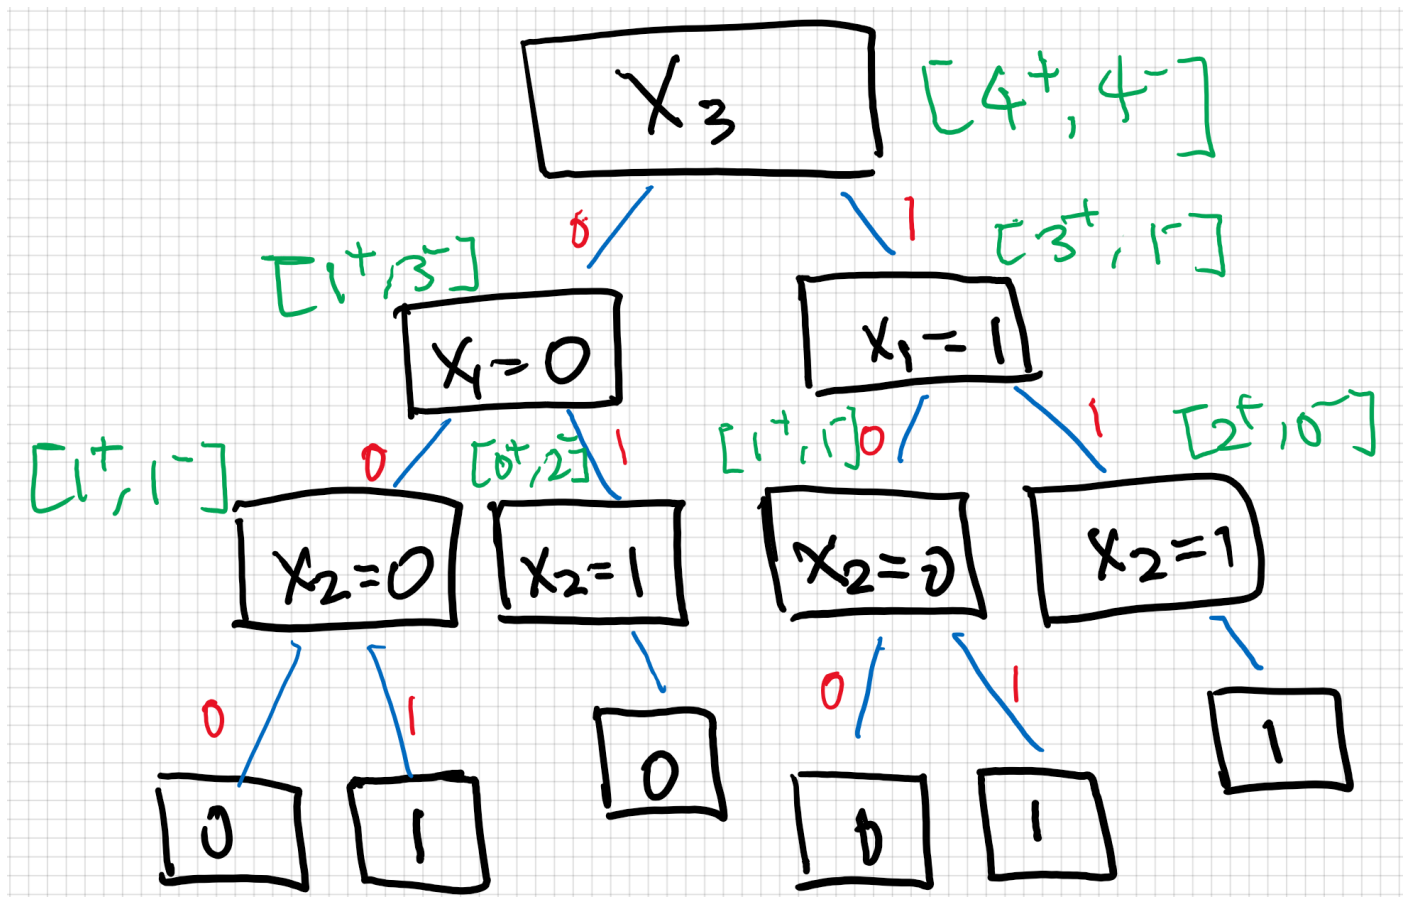 X₃ [4⁺, 4⁻]
0 1
[1⁺, 3⁻] [3⁺, 1⁻]
x₁ = 0 x₁ = 1
[1⁺, 1⁻] 0 [0⁺, 2⁻] 1 [1⁺, 1⁻] 0 1 [2⁺, 0⁻]
x₂ = 0 x₂ = 1 x₂ = 0 x₂ = 1
0 1 0 1
0 1 0 0 1 1